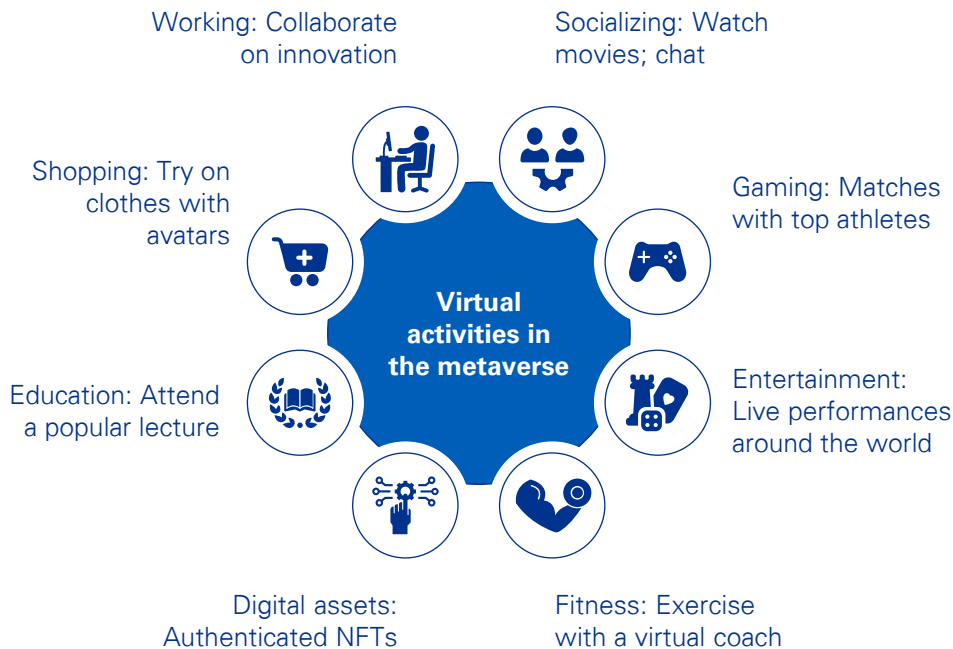 Working: Collaborate
on innovation
Socializing: Watch
movies; chat
Shopping: Try on
clothes with
avatars
Gaming: Matches
with top athletes
Virtual
activities in
the metaverse
Education: Attend
a popular lecture
Entertainment:
Live performances
around the world
Digital assets:
Authenticated NFTs
Fitness: Exercise
with a virtual coach